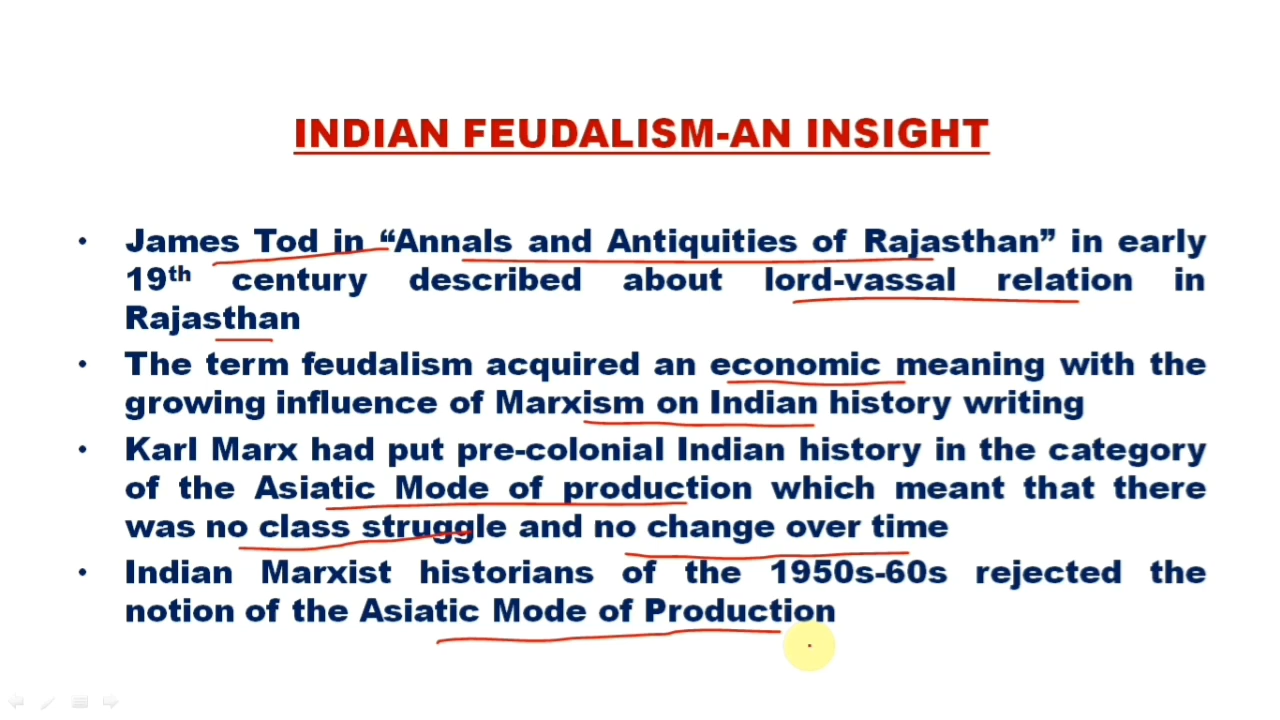 INDIAN FEUDALISM-AN INSIGHT
• James Tod in “Annals and Antiquities of Rajasthan” in early
19th century described about lord-vassal relation in
Rajasthan
• The term feudalism acquired an economic meaning with the
growing influence of Marxism on Indian history writing
• Karl Marx had put pre-colonial Indian history in the category
of the Asiatic Mode of production which meant that there
was no class struggle and no change over time
• Indian Marxist historians of the 1950s-60s rejected the
notion of the Asiatic Mode of Production